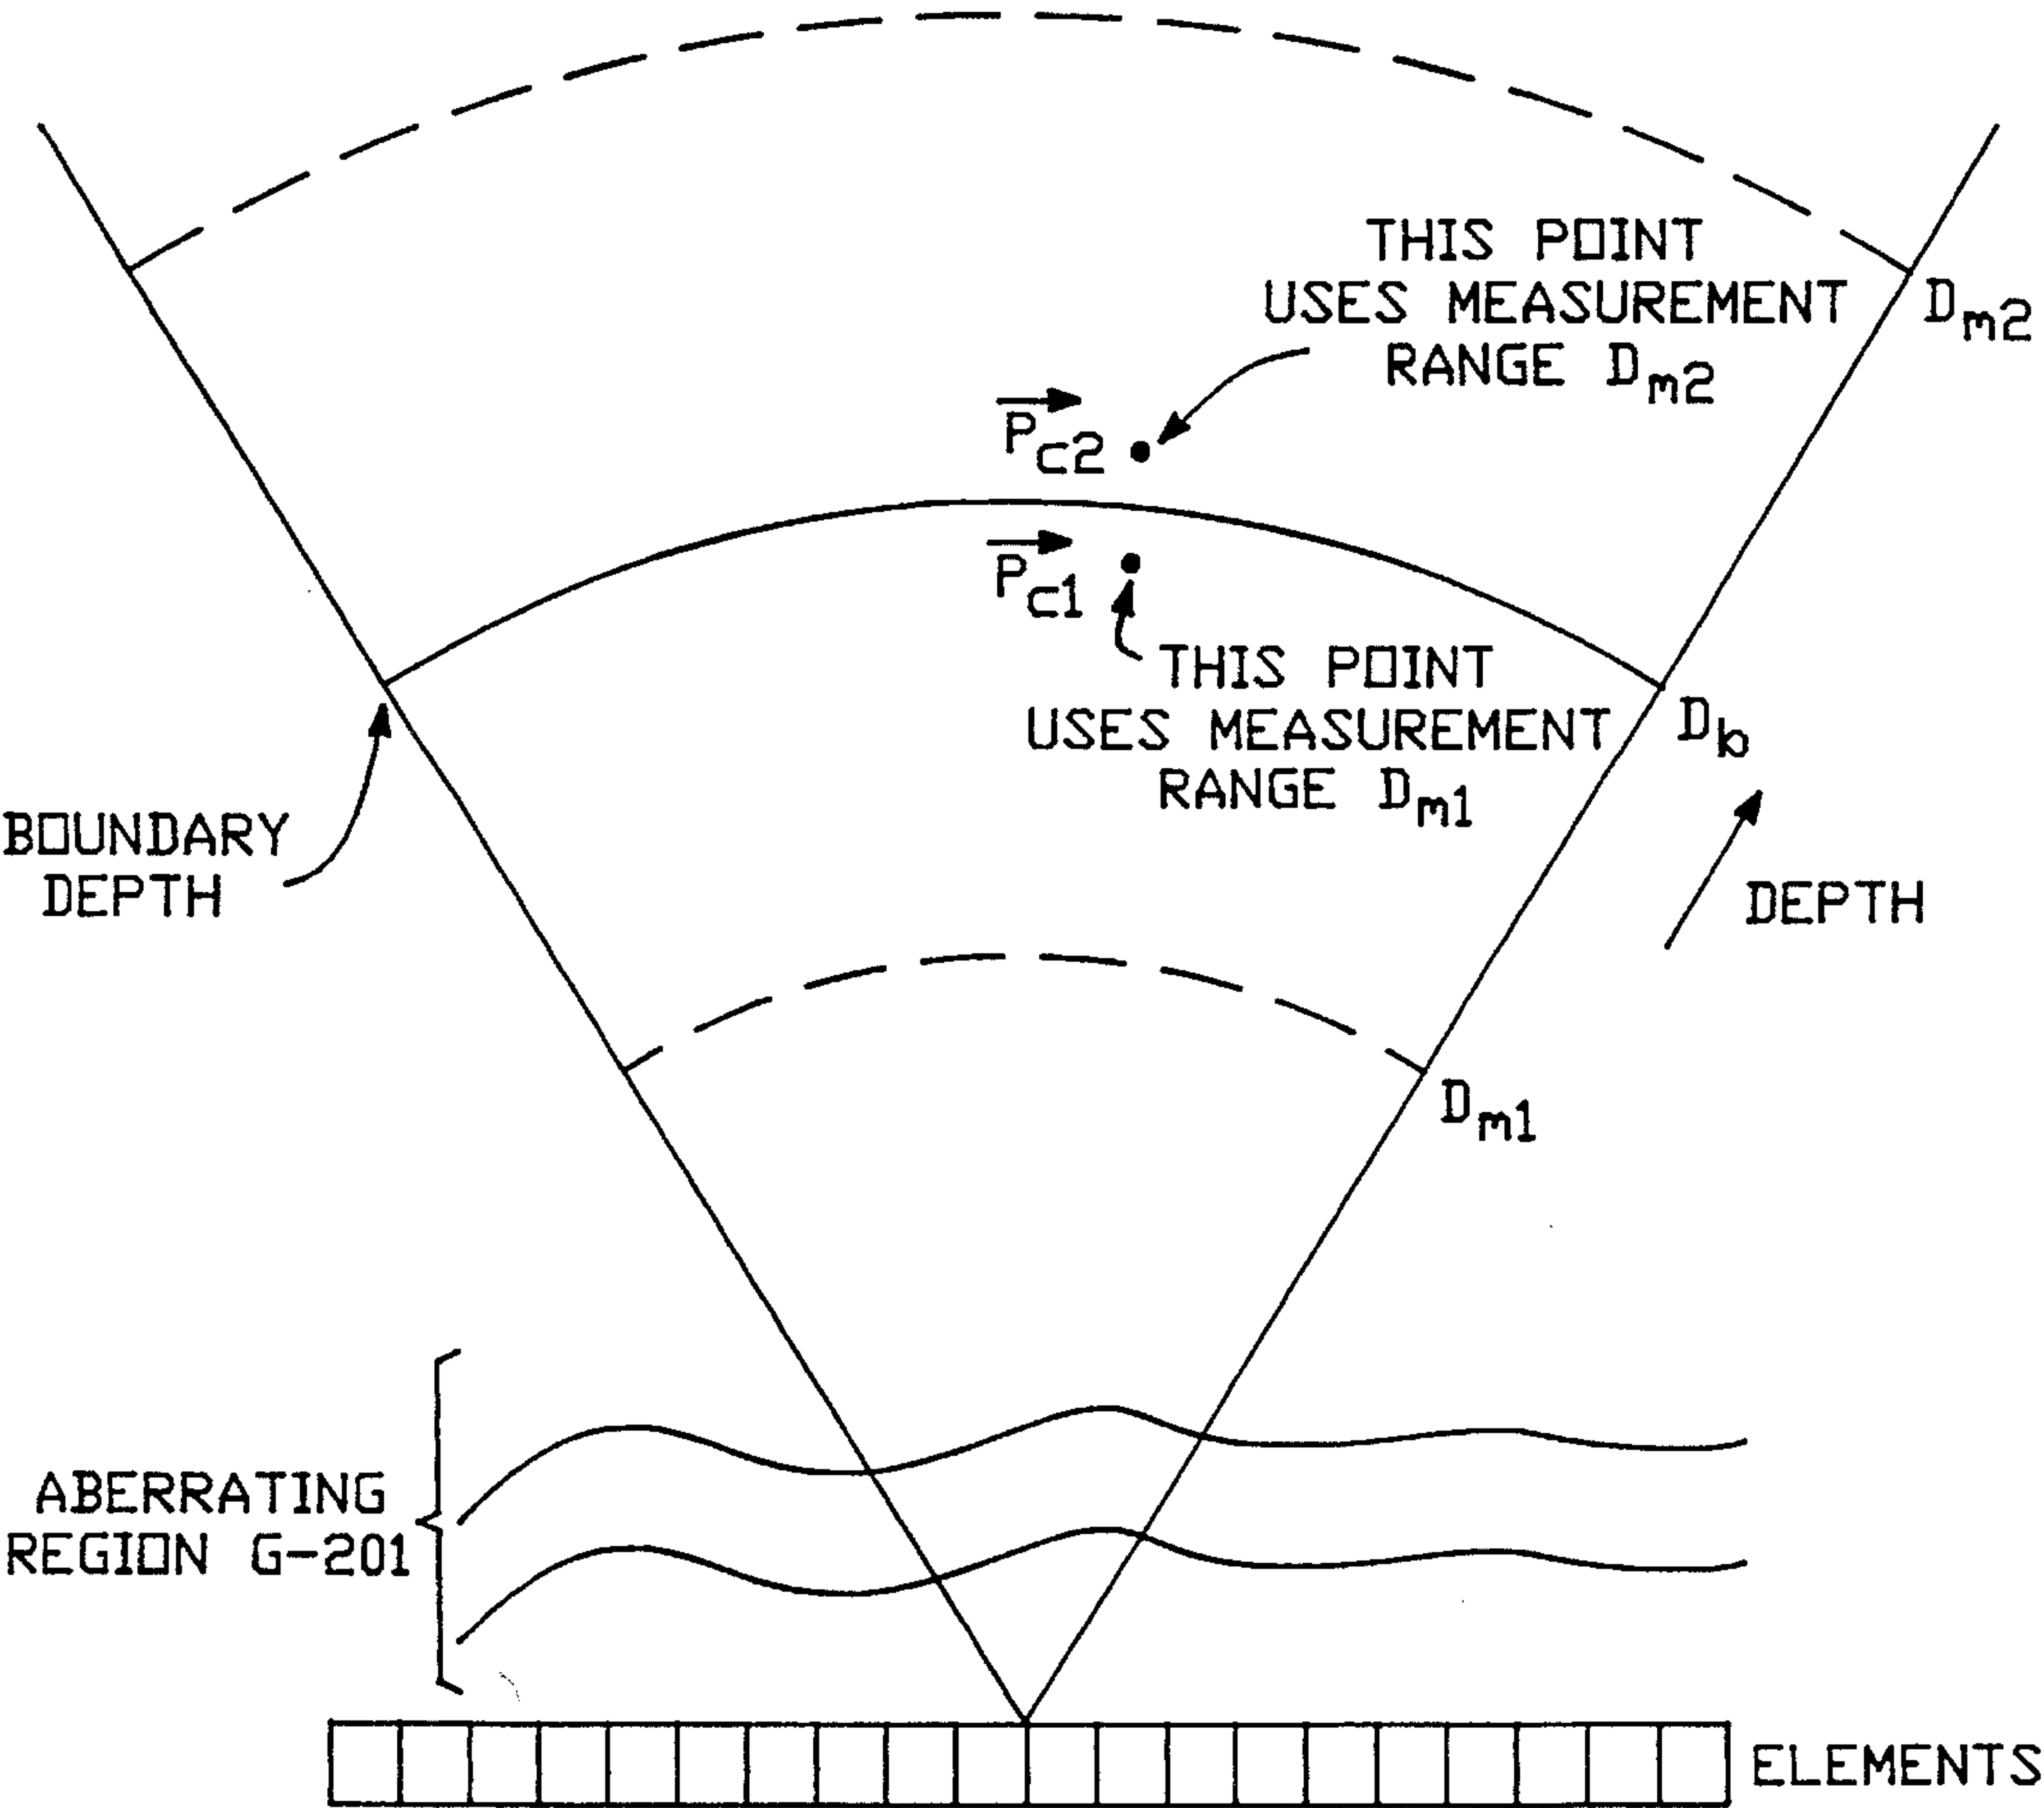 THIS POINT
USES MEASUREMENT
RANGE Dm2
Dm2
Pc2
Pc1
THIS POINT
USES MEASUREMENT
RANGE Dm1
Db
BOUNDARY
DEPTH
DEPTH
Dm1
ABERRATING
REGION G-201
ELEMENTS